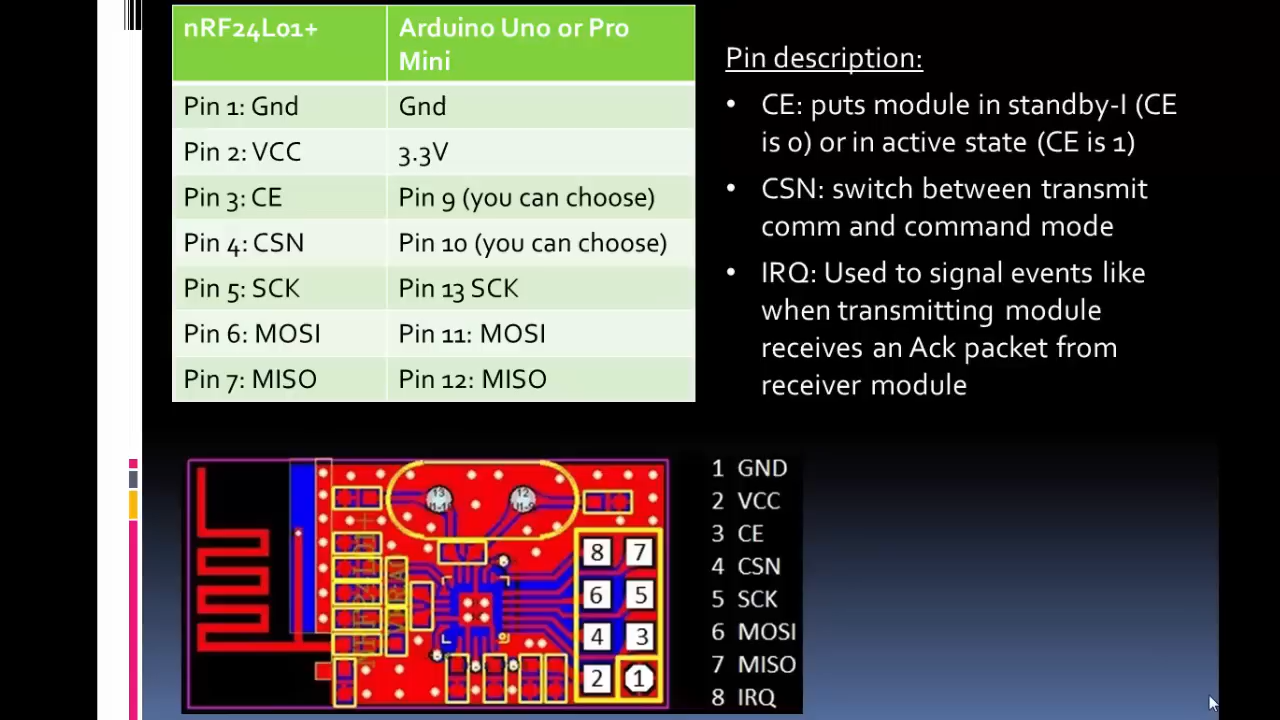 nRF24L01+
Arduino Uno or Pro
Mini
Pin 1: Gnd
Gnd
Pin 2: VCC
3.3V
Pin 3: CE
Pin 9 (you can choose)
Pin 4: CSN
Pin 10 (you can choose)
Pin 5: SCK
Pin 13 SCK
Pin 6: MOSI
Pin 11: MOSI
Pin 7: MISO
Pin 12: MISO
Pin description:
• CE: puts module in standby-I (CE
is 0) or in active state (CE is 1)
• CSN: switch between transmit
comm and command mode
• IRQ: Used to signal events like
when transmitting module
receives an Ack packet from
receiver module
13
12
8 7
6 5
4 3
2 1
1 GND
2 VCC
3 CE
4 CSN
5 SCK
6 MOSI
7 MISO
8 IRQ